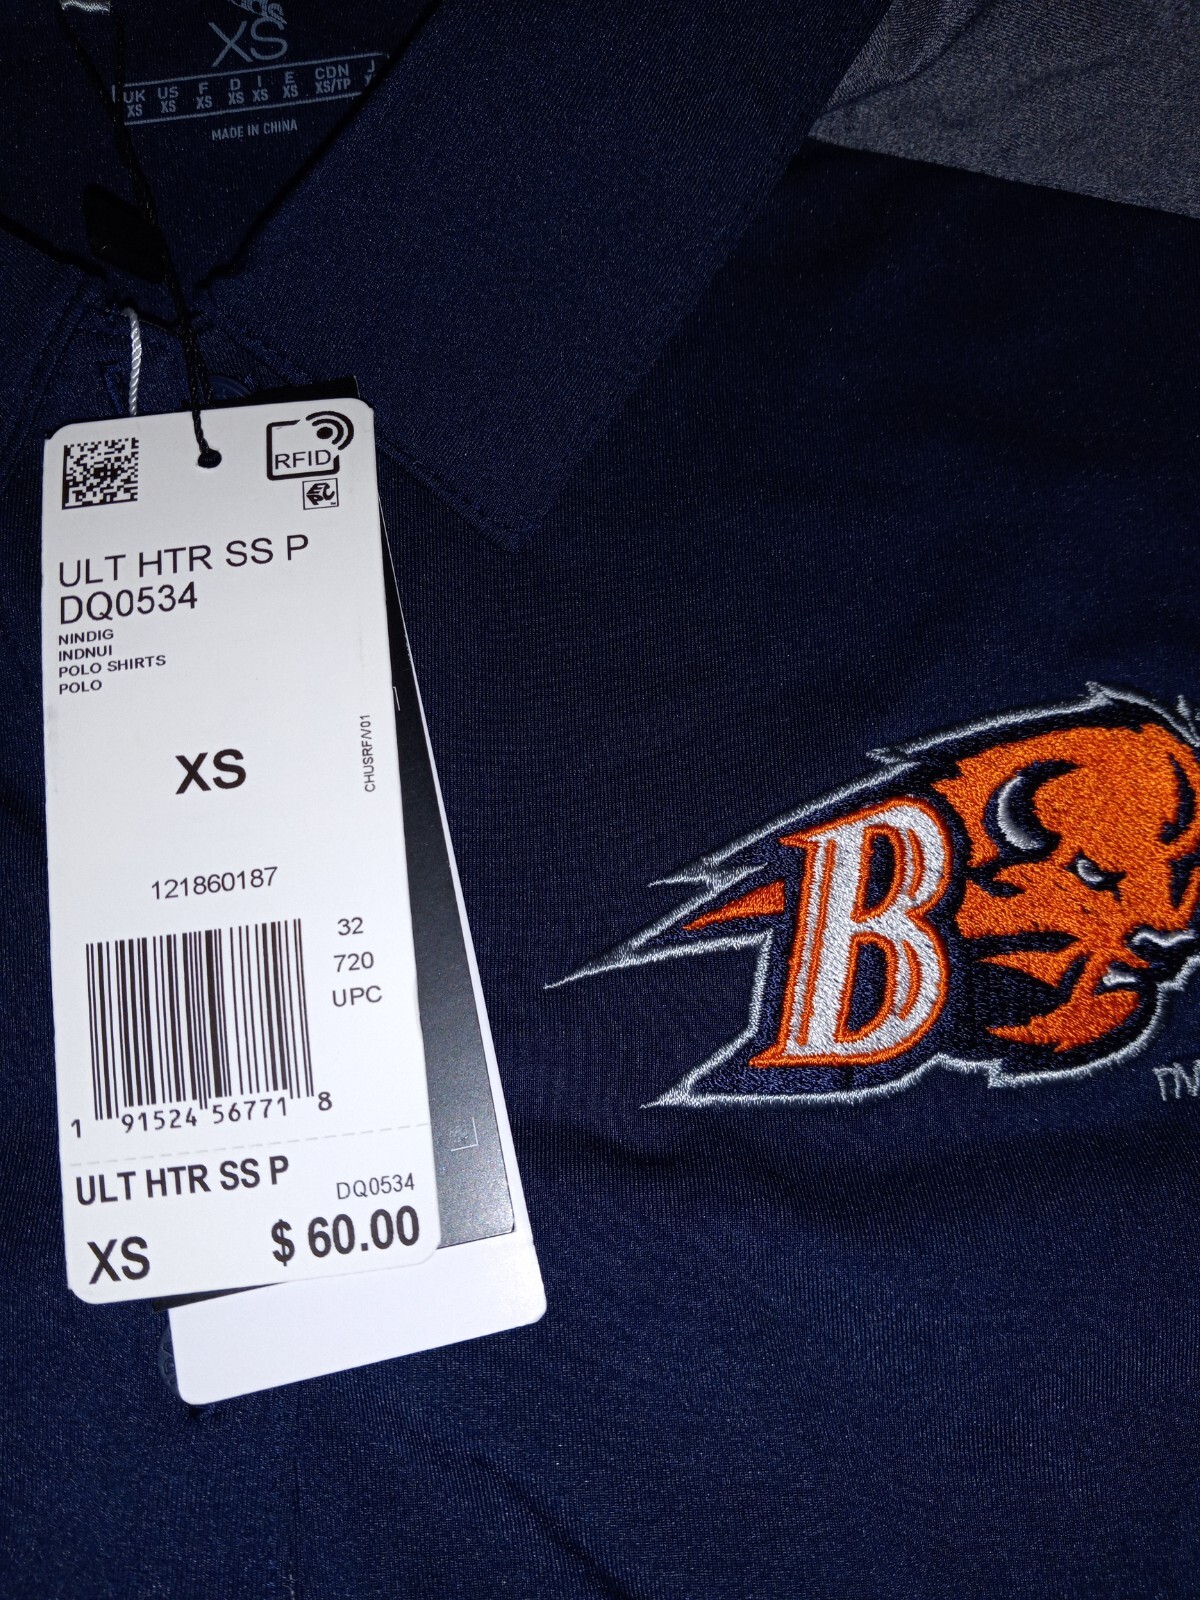 XS
UK US F D I E CDN J
XS XS XS XS XS XS XS/TP
MADE IN CHINA
RFID
ULT HTR SS P
DQ0534
NINDIG
INDNUI
POLO SHIRTS
POLO
XS
CHUSRF/V01
121860187
32
720
UPC
1 91524 56771 8
ULT HTR SS P
DQ0534
XS
$ 60.00
B
TM